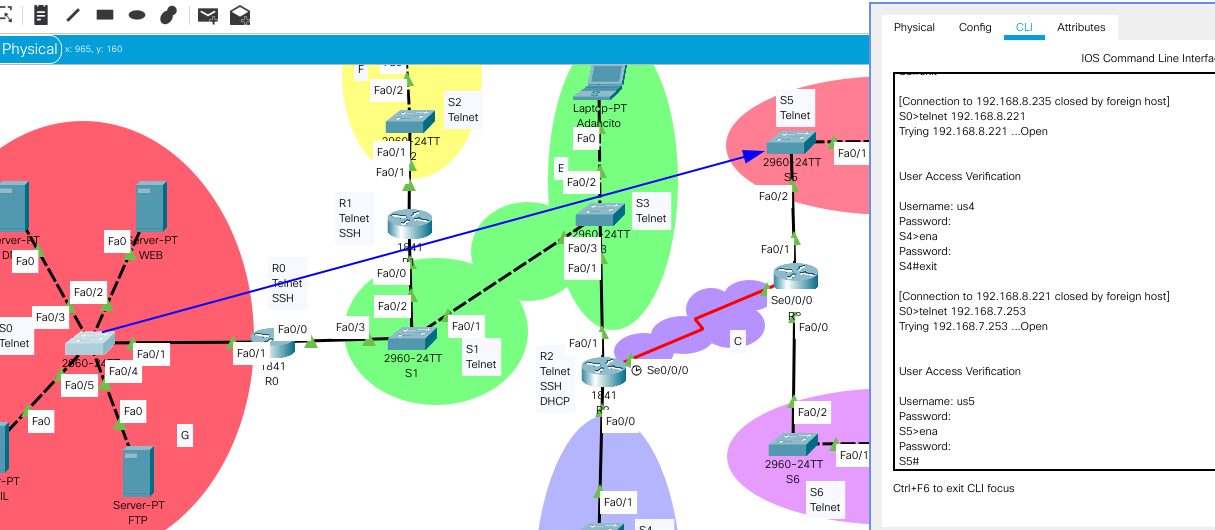 Physical
x: 965, y: 160
F
Fa0/2
S2
Telnet
2960-24TT
2
Fa0/1
Fa0/1
R1
Telnet
SSH
1841
Fa0/0
Fa0/2
Laptop-PT
Adancito
Fa0
E
Fa0/2
S3
Telnet
2960-24TT
3
Fa0/3
Fa0/1
S5
Telnet
2960-24TT
S5
Fa0/1
Fa0/2
Fa0/1
Se0/0/0
Fa0/0
C
Server-PT
WEB
Fa0
Fa0
Fa0/2
Fa0/3
S0
Telnet
2960-24
Fa0/1
Fa0/4
Fa0/5
Fa0
Fa0
G
Server-PT
FTP
R0
Telnet
SSH
Fa0/0
Fa0/1
1841
R0
Fa0/3
Fa0/1
2960-24TT
S1
S1
Telnet
R2
Telnet
SSH
DHCP
Fa0/1
Se0/0/0
1841
Fa0/0
Fa0/1
S4
Fa0/2
2960-24TT
S6
Fa0/1
S6
Telnet
Physical
Config
CLI
Attributes
IOS Command Line Interfa
[Connection to 192.168.8.235 closed by foreign host]
S0>telnet 192.168.8.221
Trying 192.168.8.221 ...Open
User Access Verification
Username: us4
Password:
S4>ena
Password:
S4#exit
[Connection to 192.168.8.221 closed by foreign host]
S0>telnet 192.168.7.253
Trying 192.168.7.253 ...Open
User Access Verification
Username: us5
Password:
S5>ena
Password:
S5#
Ctrl+F6 to exit CLI focus